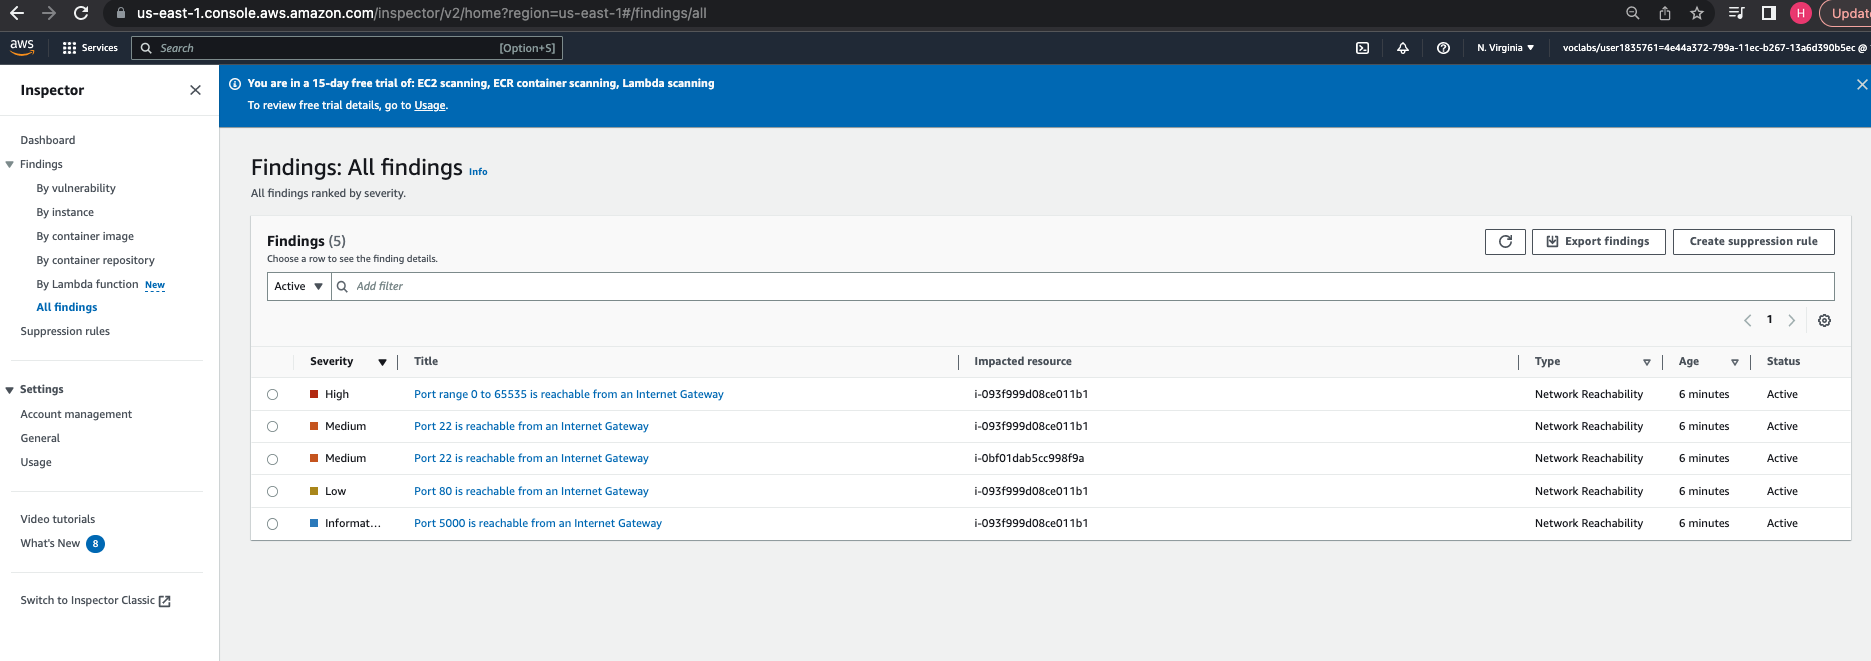 us-east-1.console.aws.amazon.com/inspector/v2/home?region=us-east-1#/findings/all
H
aws
Services
Search
[Option+S]
N. Virginia
voclabs/user1835761=4e44a372-799a-11ec-b267-13a6d390b5ec @
Inspector
You are in a 15-day free trial of: EC2 scanning, ECR container scanning, Lambda scanning
To review free trial details, go to Usage.
Dashboard
Findings
By vulnerability
By instance
By container image
By container repository
By Lambda function New
All findings
Suppression rules
Settings
Account management
General
Usage
Video tutorials
What's New 8
Switch to Inspector Classic
Findings: All findings Info
All findings ranked by severity.
Findings (5)
Choose a row to see the finding details.
Export findings
Create suppression rule
Active
Add filter
1
Severity Title Impacted resource Type Age Status
High Port range 0 to 65535 is reachable from an Internet Gateway i-093f999d08ce011b1 Network Reachability 6 minutes Active
Medium Port 22 is reachable from an Internet Gateway i-093f999d08ce011b1 Network Reachability 6 minutes Active
Medium Port 22 is reachable from an Internet Gateway i-0bf01dab5cc998f9a Network Reachability 6 minutes Active
Low Port 80 is reachable from an Internet Gateway i-093f999d08ce011b1 Network Reachability 6 minutes Active
Informat... Port 5000 is reachable from an Internet Gateway i-093f999d08ce011b1 Network Reachability 6 minutes Active